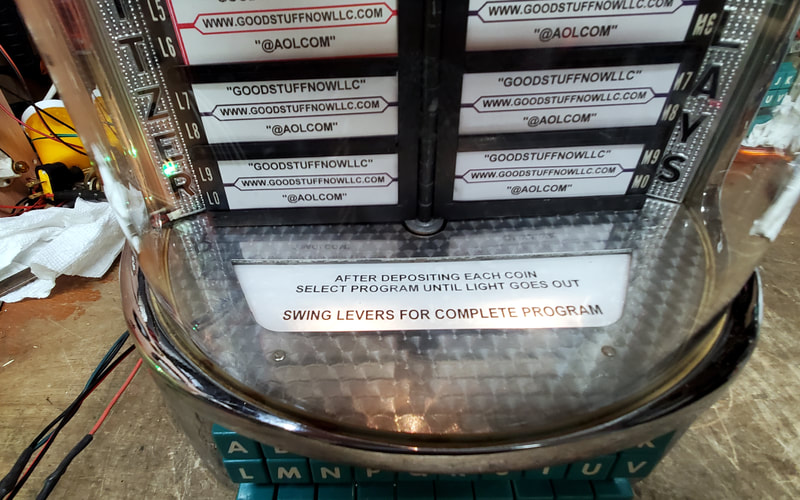 L5
L6
WWW.GOODSTUFFNOWLLC.COM
"@AOLCOM"
WWW.GOODSTUFFNOWLLC.COM
"@AOLCOM"
M6
L7
L8
"GOODSTUFFNOWLLC"
WWW.GOODSTUFFNOWLLC.COM
"@AOLCOM"
"GOODSTUFFNOWLLC"
WWW.GOODSTUFFNOWLLC.COM
"@AOLCOM"
M7
M8
L9
L0
"GOODSTUFFNOWLLC"
WWW.GOODSTUFFNOWLLC.COM
"@AOLCOM"
"GOODSTUFFNOWLLC"
WWW.GOODSTUFFNOWLLC.COM
"@AOLCOM"
M9
M0
ITZER
LAYS
AFTER DEPOSITING EACH COIN
SELECT PROGRAM UNTIL LIGHT GOES OUT
SWING LEVERS FOR COMPLETE PROGRAM
A K
L M N P U V